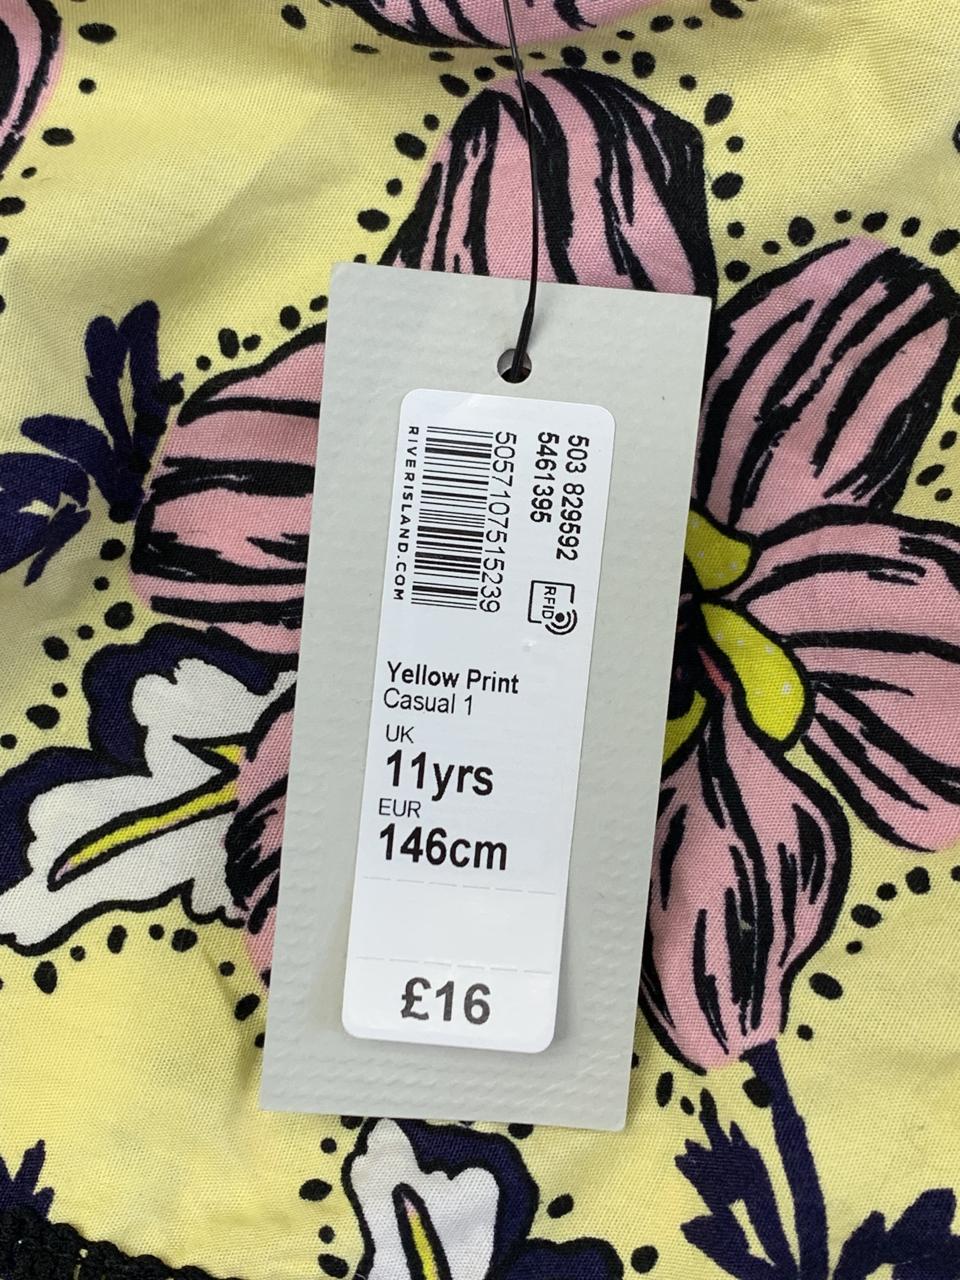 503 829592
5461395
RFID
5057107515239
RIVERISLAND.COM
Yellow Print
Casual 1
UK
11yrs
EUR
146cm
£16